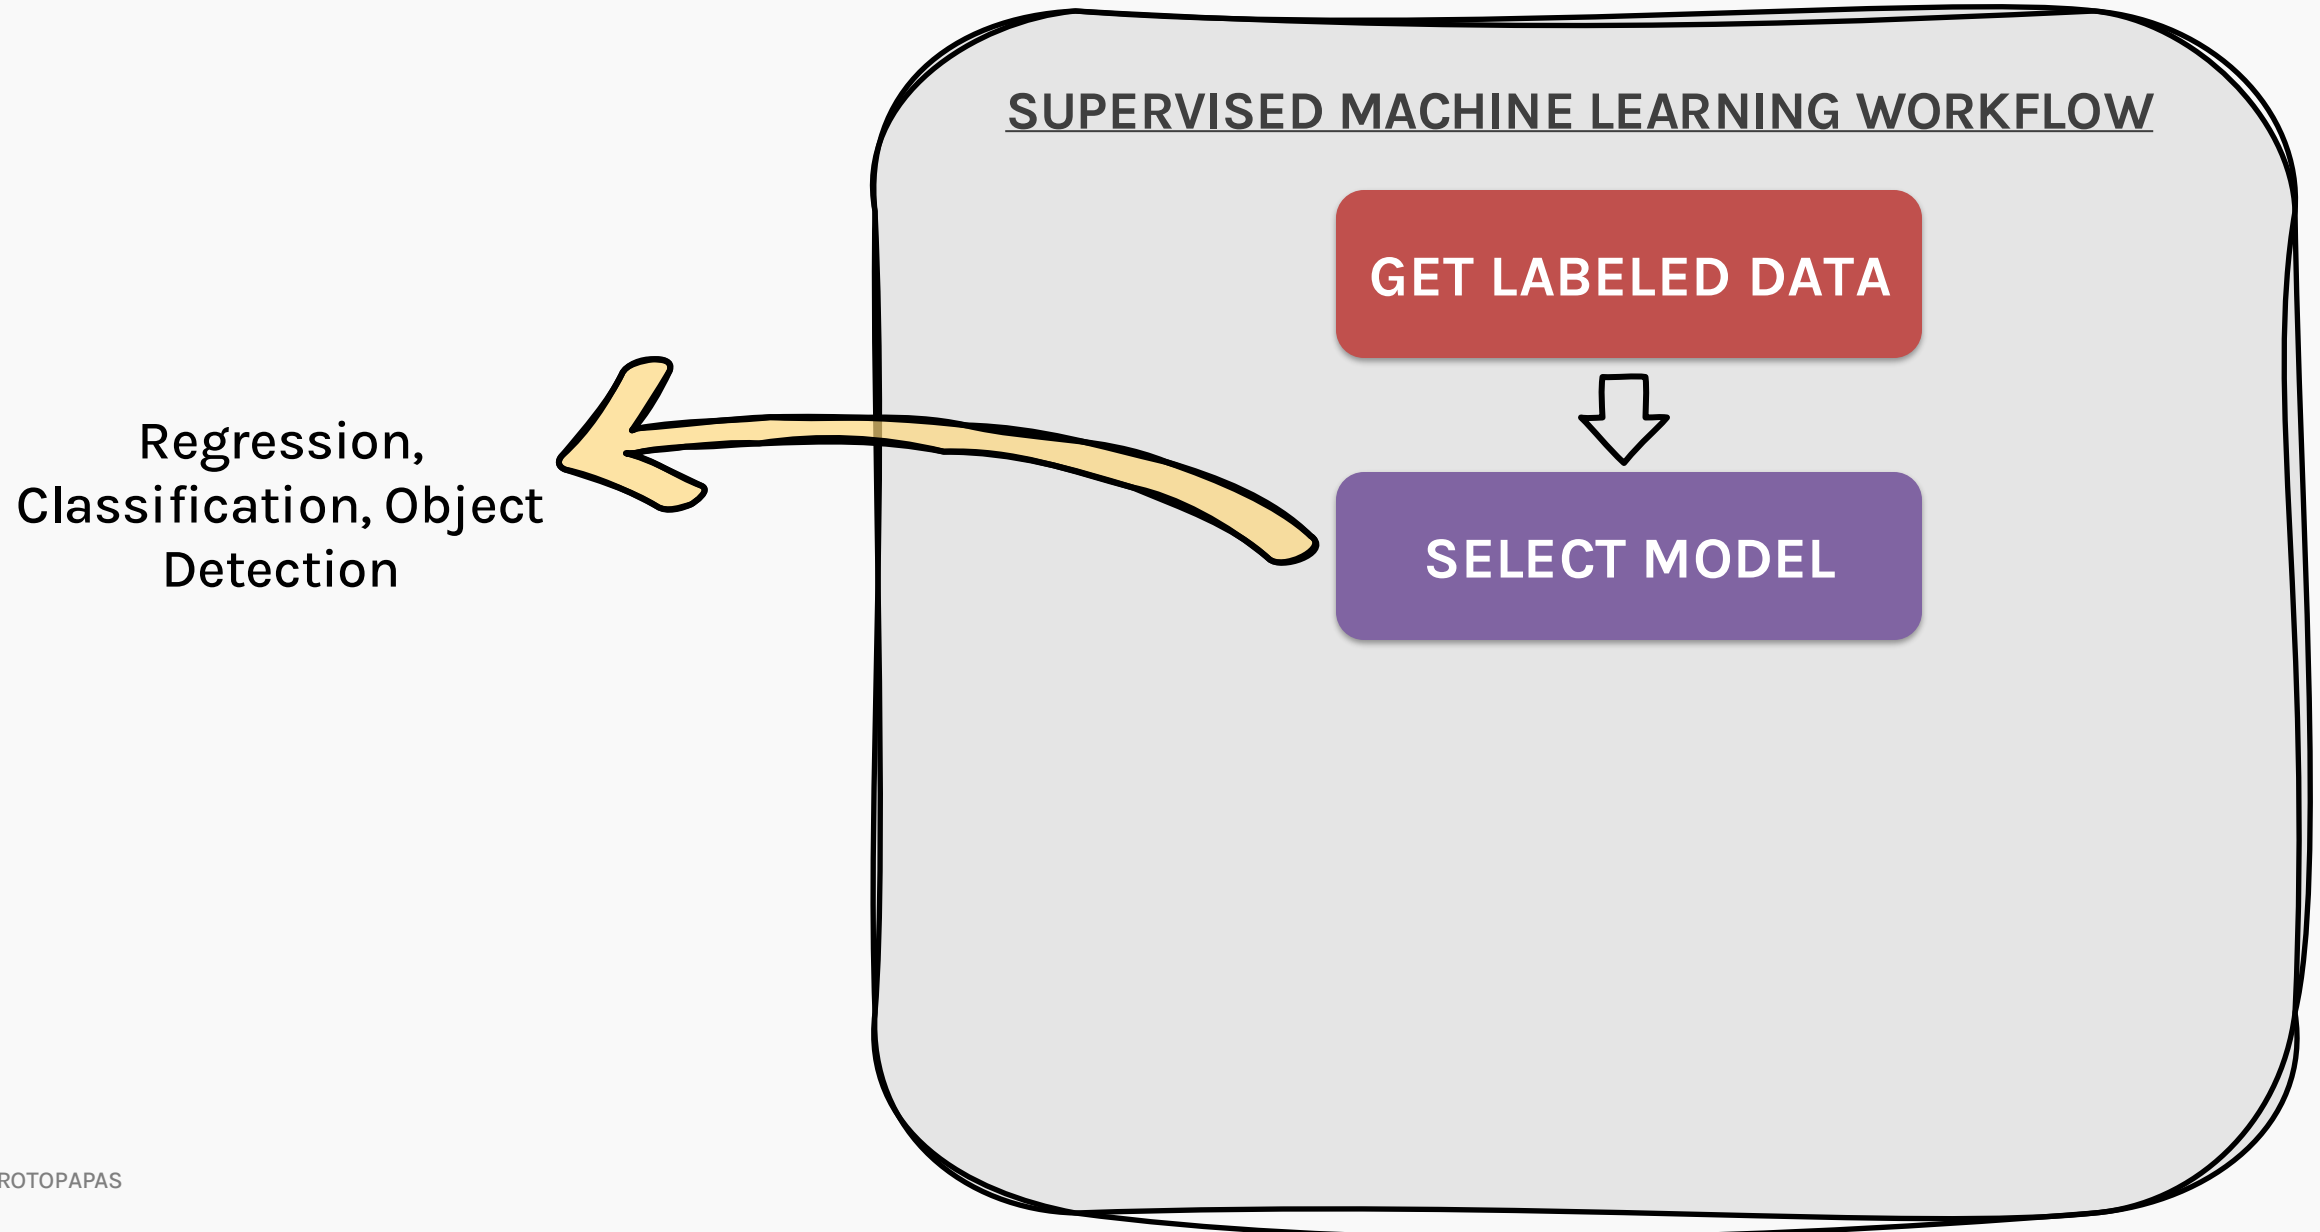 SUPERVISED MACHINE LEARNING WORKFLOW
GET LABELED DATA
SELECT MODEL
Regression,
Classification, Object
Detection
ROTOPAPAS